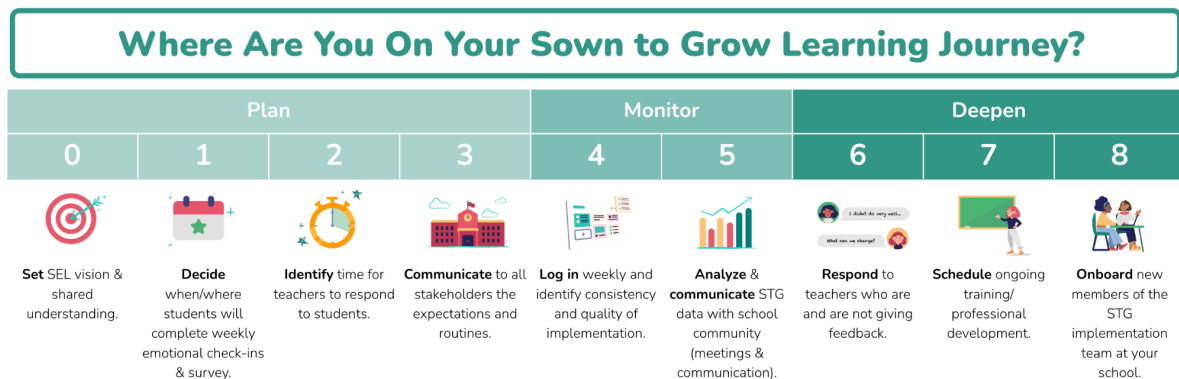 Where Are You On Your Sown to Grow Learning Journey?
Plan
Monitor
Deepen
0
1
2
3
4
5
6
7
8
I didn't do very well...
What can we change?
Set SEL vision &
shared
understanding.
Decide
when/where
students will
complete weekly
emotional check-ins
& survey.
Identify time for
teachers to respond
to students.
Communicate to all
stakeholders the
expectations and
routines.
Log in weekly and
identify consistency
and quality of
implementation.
Analyze &
communicate STG
data with school
community
(meetings &
communication).
Respond to
teachers who are
and are not giving
feedback.
Schedule ongoing
training/
professional
development.
Onboard new
members of the
STG
implementation
team at your
school.